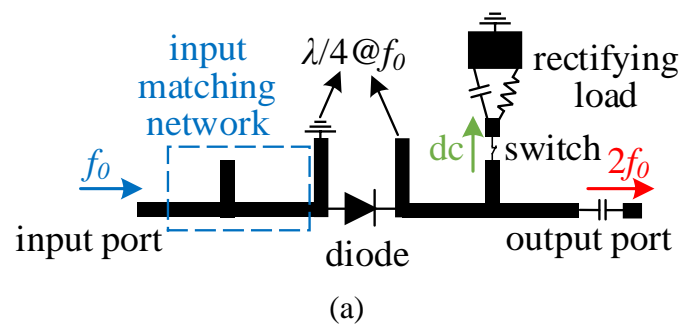 input
matching
network
λ/4@f0
rectifying
load
f0
dc
switch
2f0
input port
diode
output port
(a)